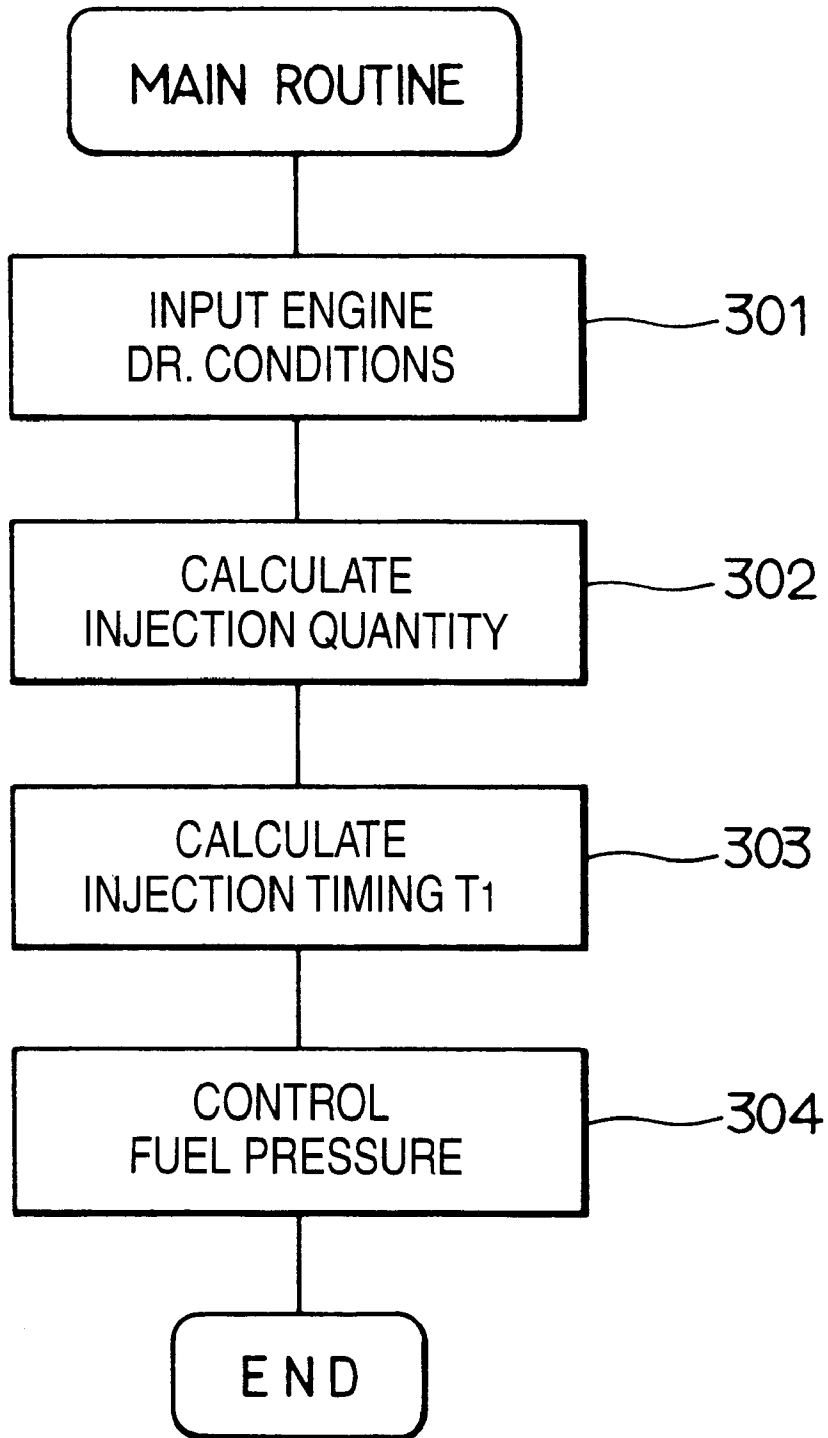 MAIN ROUTINE
INPUT ENGINE
DR. CONDITIONS
301
CALCULATE
INJECTION QUANTITY
302
CALCULATE
INJECTION TIMING T1
303
CONTROL
FUEL PRESSURE
304
END